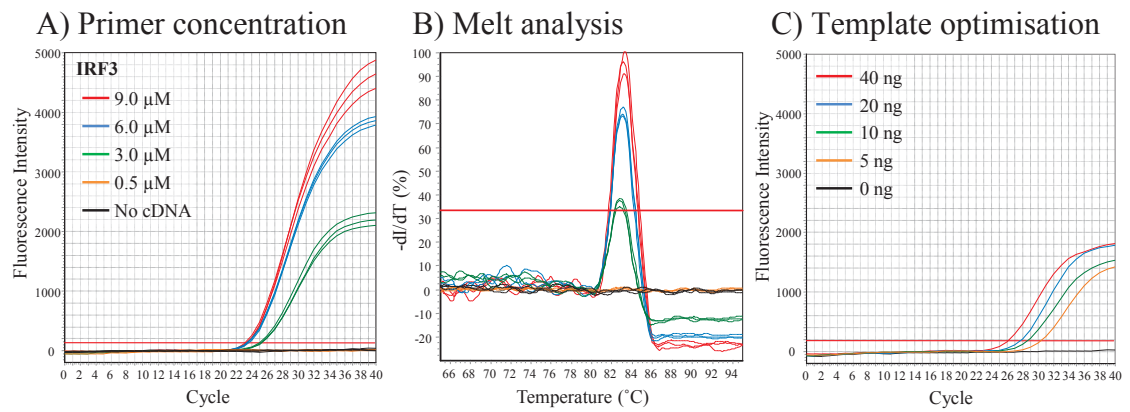 A) Primer concentration
5000
4000
3000
2000
1000
0
Fluorescence Intensity
IRF3
9.0 µM
6.0 µM
3.0 µM
0.5 µM
No cDNA
0 2 4 6 8 10 12 14 16 18 20 22 24 26 28 30 32 34 36 38 40
Cycle
B) Melt analysis
100
90
80
70
60
50
40
30
20
10
0
-10
-20
-dI/dT (%)
66 68 70 72 74 76 78 80 82 84 86 88 90 92 94
Temperature (˚C)
C) Template optimisation
5000
4000
3000
2000
1000
0
Fluorescence Intensity
40 ng
20 ng
10 ng
5 ng
0 ng
0 2 4 6 8 10 12 14 16 18 20 22 24 26 28 30 32 34 36 38 40
Cycle